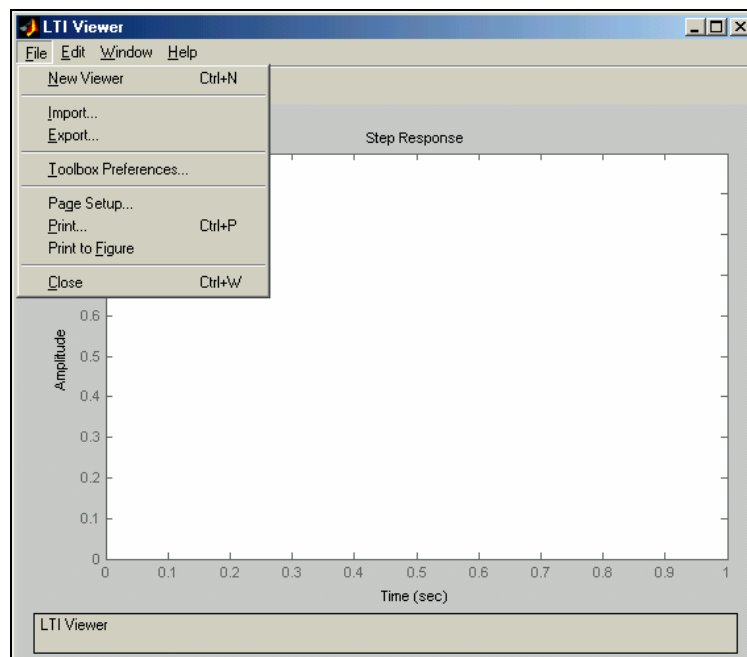 LTI Viewer
File Edit Window Help
New Viewer Ctrl+N
Import...
Export...
Toolbox Preferences...
Page Setup...
Print... Ctrl+P
Print to Figure
Close Ctrl+W
Step Response
Amplitude
0.6
0.5
0.4
0.3
0.2
0.1
0
0 0.1 0.2 0.3 0.4 0.5 0.6 0.7 0.8 0.9 1
Time (sec)
LTI Viewer